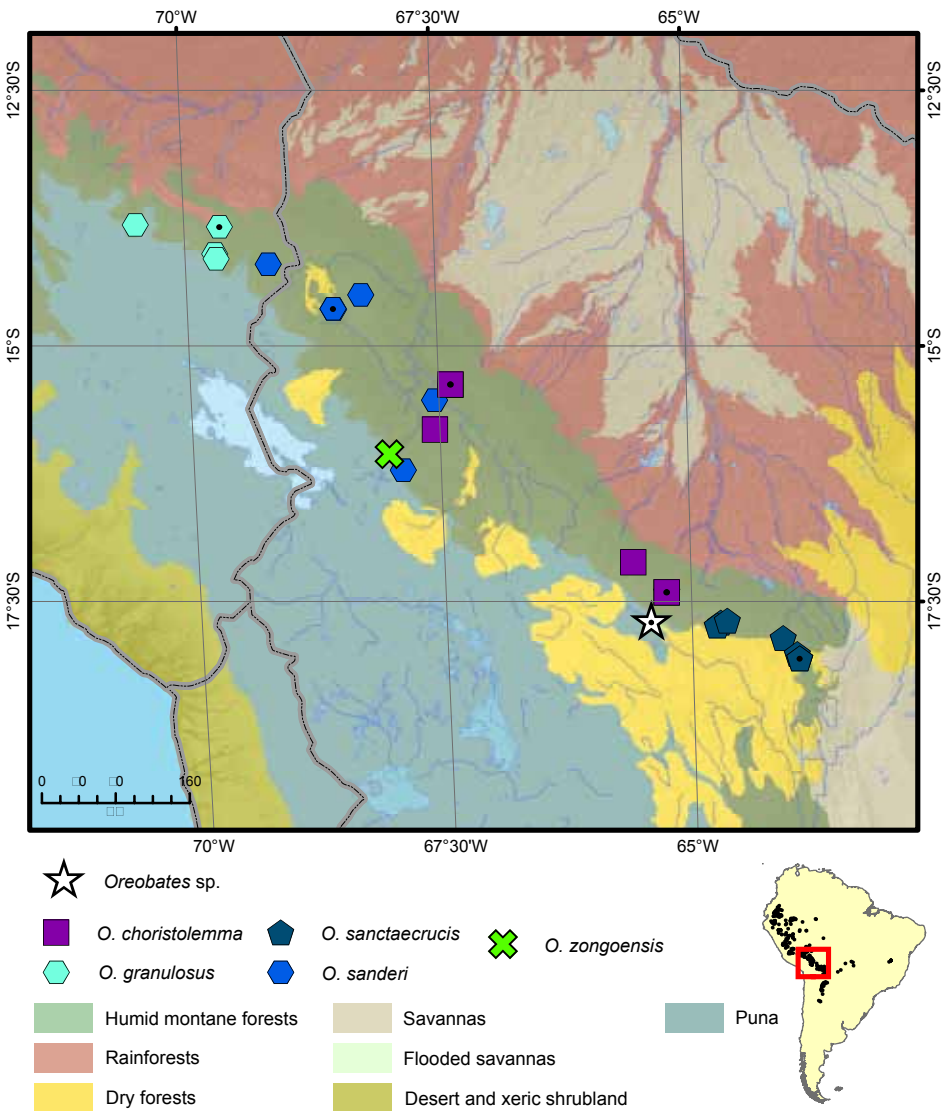 70°W 67°30'W 65°W
12°30'S 12°30'S
15°S 15°S
17°30'S 17°30'S
0 □0 □0 160
□□
70°W 67°30'W 65°W
Oreobates sp.
O. choristolemma O. sanctaecrucis O. zongoensis
O. granulosus O. sanderi
Humid montane forests Savannas Puna
Rainforests Flooded savannas
Dry forests Desert and xeric shrubland